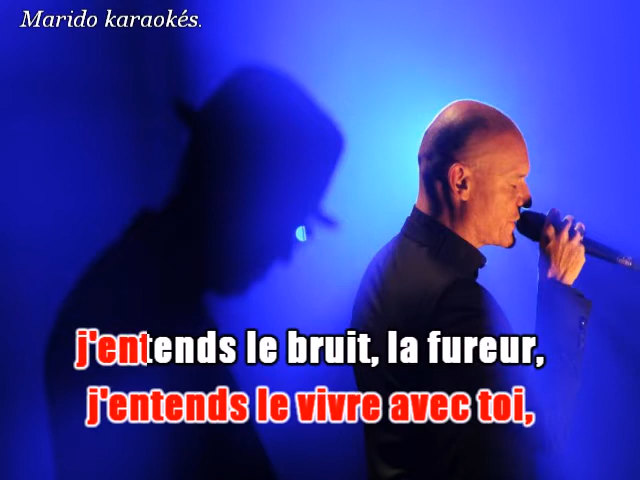 Marido karaokés.
j'entends le bruit, la fureur,
j'entends le vivre avec toi,